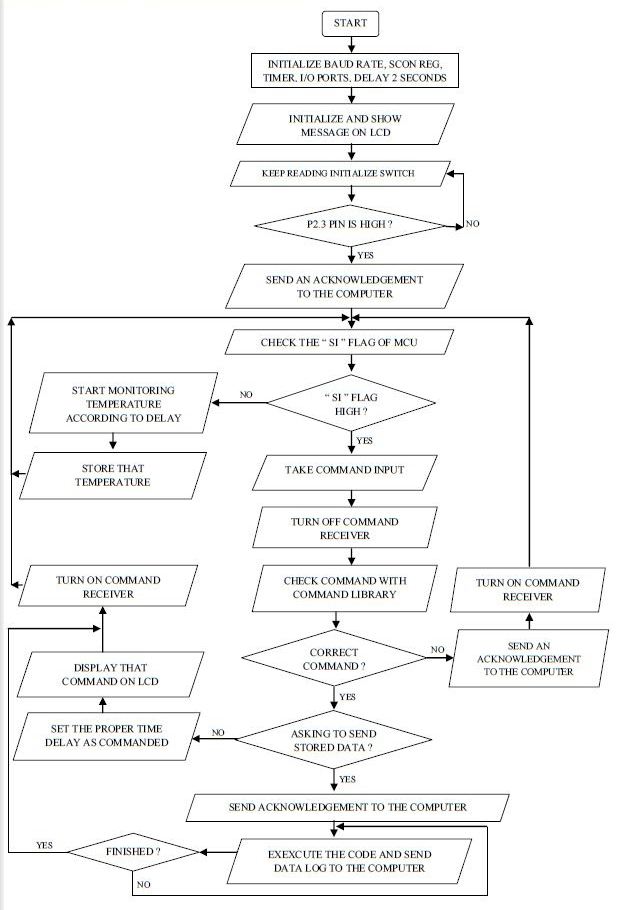 START
INITIALIZE BAUD RATE, SCON REG,
TIMER, I/O PORTS, DELAY 2 SECONDS
INITIALIZE AND SHOW
MESSAGE ON LCD
KEEP READING INITIALIZE SWITCH
P2.3 PIN IS HIGH ?
NO
YES
SEND AN ACKNOWLEDGEMENT
TO THE COMPUTER
CHECK THE “ SI ” FLAG OF MCU
“ SI ” FLAG
HIGH ?
NO
START MONITORING
TEMPERATURE
ACCORDING TO DELAY
STORE THAT
TEMPERATURE
YES
TAKE COMMAND INPUT
TURN OFF COMMAND
RECEIVER
CHECK COMMAND WITH
COMMAND LIBRARY
TURN ON COMMAND
RECEIVER
TURN ON COMMAND
RECEIVER
CORRECT
COMMAND ?
NO
SEND AN
ACKNOWLEDGEMENT
TO THE COMPUTER
DISPLAY THAT
COMMAND ON LCD
YES
SET THE PROPER TIME
DELAY AS COMMANDED
NO
ASKING TO SEND
STORED DATA ?
YES
SEND ACKNOWLEDGEMENT TO THE COMPUTER
YES
FINISHED ?
EXEXCUTE THE CODE AND SEND
DATA LOG TO THE COMPUTER
NO